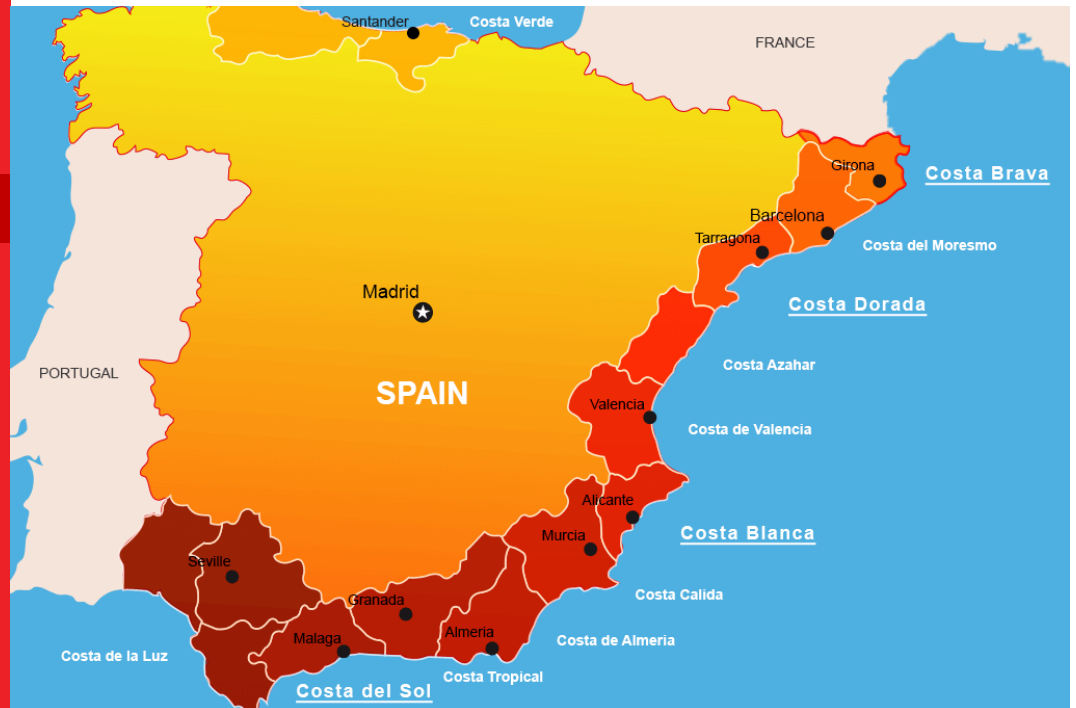 Santander
Costa Verde
FRANCE
Girona
Costa Brava
Barcelona
Tarragona
Costa del Moresmo
Madrid
Costa Dorada
PORTUGAL
Costa Azahar
SPAIN
Valencia
Costa de Valencia
Alicante
Murcia
Costa Blanca
Seville
Granada
Costa Calida
Malaga
Almeria
Costa de Almeria
Costa de la Luz
Costa Tropical
Costa del Sol